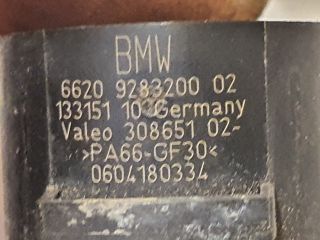 BMW
6620 9283200 02
133151 10 Germany
Valeo 308651 02-
>PA66-GF30<
0604180334